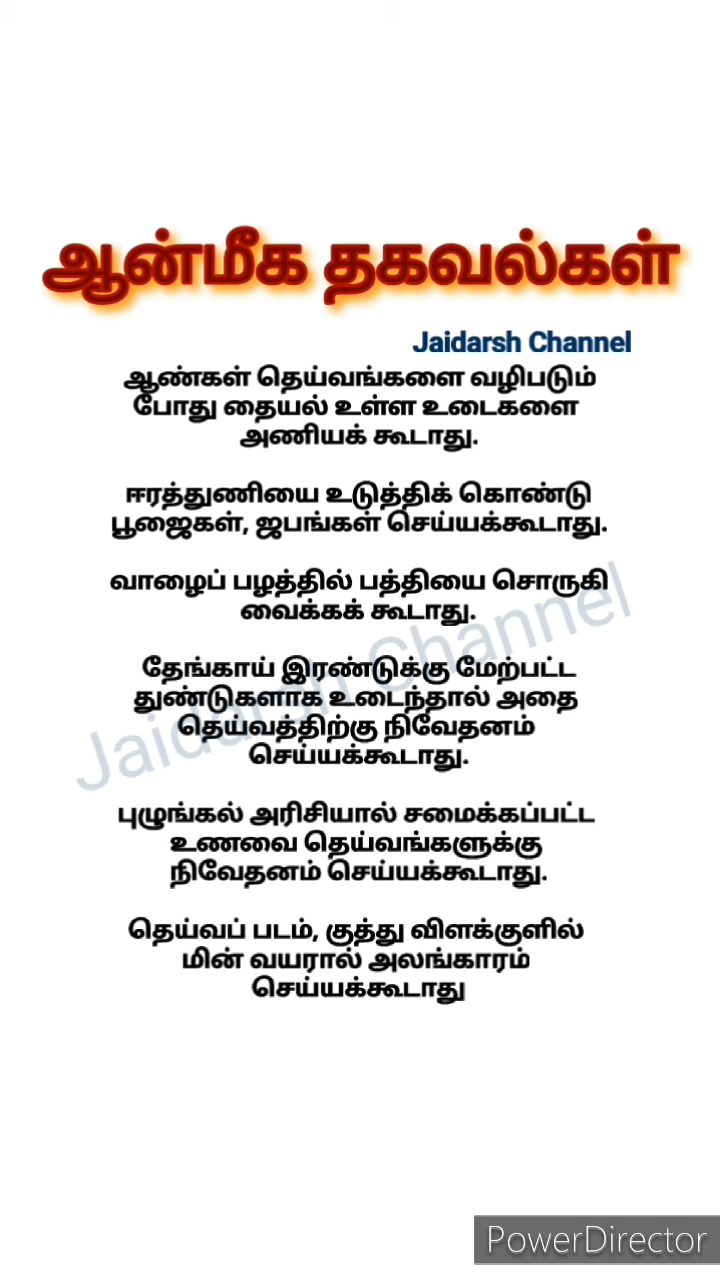 ஆன்மீக தகவல்கள்
Jaidarsh Channel
ஆண்கள் தெய்வங்களை வழிபடும்
போது தையல் உள்ள உடைகளை
அணியக் கூடாது.
ஈரத்துணியை உடுத்திக் கொண்டு
பூஜைகள், ஜபங்கள் செய்யக்கூடாது.
வாழைப் பழத்தில் பத்தியை சொருகி
வைக்கக் கூடாது.
தேங்காய் இரண்டுக்கு மேற்பட்ட
துண்டுகளாக உடைந்தால் அதை
தெய்வத்திற்கு நிவேதனம்
செய்யக்கூடாது.
Jaidarsh Channel
புழுங்கல் அரிசியால் சமைக்கப்பட்ட
உணவை தெய்வங்களுக்கு
நிவேதனம் செய்யக்கூடாது.
தெய்வப் படம், குத்து விளக்குளில்
மின் வயரால் அலங்காரம்
செய்யக்கூடாது
PowerDirector